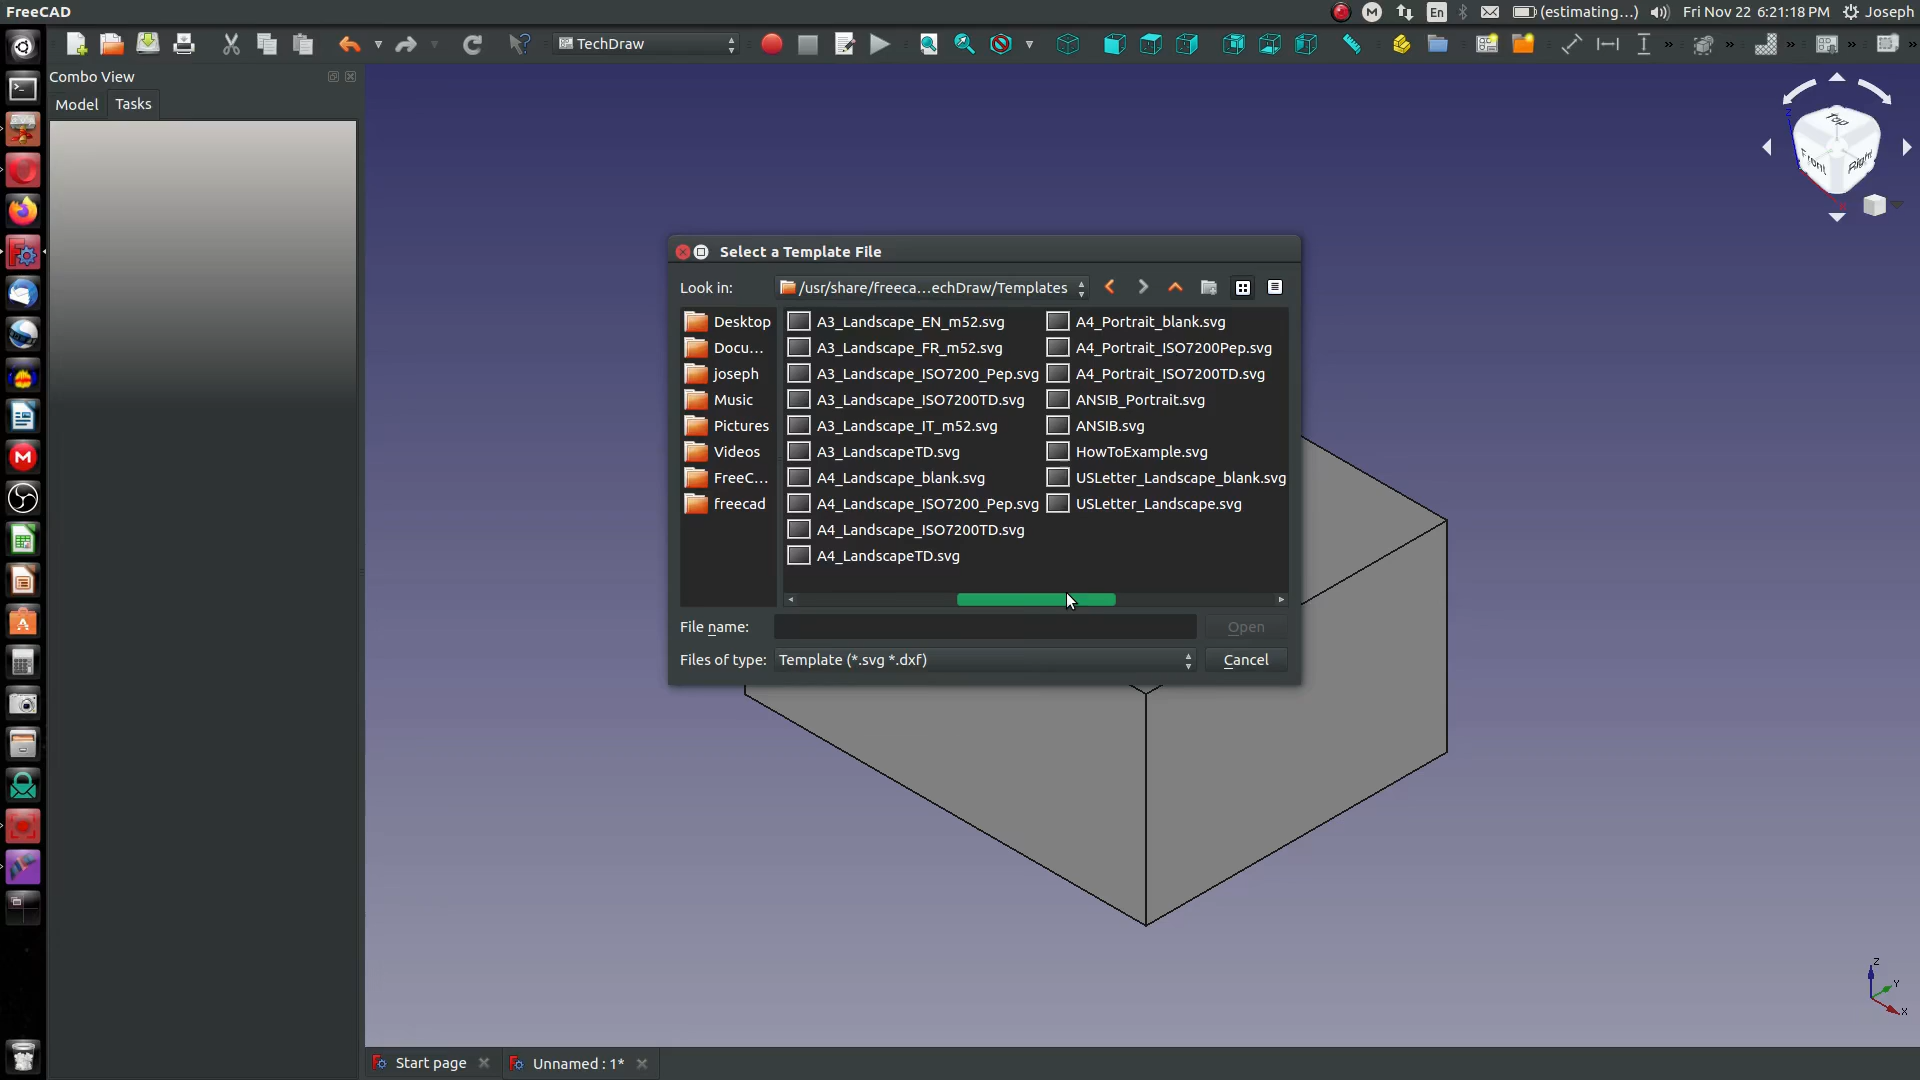 FreeCAD
En
(estimating...)
Fri Nov 22 6:21:18 PM
Joseph
TechDraw
Combo View
Model
Tasks
Top
Front
Right
Select a Template File
Look in:
/usr/share/freeca...echDraw/Templates
Desktop
Docu...
joseph
Music
Pictures
Videos
FreeC...
freecad
A3_Landscape_EN_m52.svg
A3_Landscape_FR_m52.svg
A3_Landscape_ISO7200_Pep.svg
A3_Landscape_ISO7200TD.svg
A3_Landscape_IT_m52.svg
A3_LandscapeTD.svg
A4_Landscape_blank.svg
A4_Landscape_ISO7200_Pep.svg
A4_Landscape_ISO7200TD.svg
A4_LandscapeTD.svg
A4_Portrait_blank.svg
A4_Portrait_ISO7200Pep.svg
A4_Portrait_ISO7200TD.svg
ANSIB_Portrait.svg
ANSIB.svg
HowToExample.svg
USLetter_Landscape_blank.svg
USLetter_Landscape.svg
File name:
Open
Files of type:
Template (*.svg *.dxf)
Cancel
Z
Y
X
Start page
Unnamed : 1*